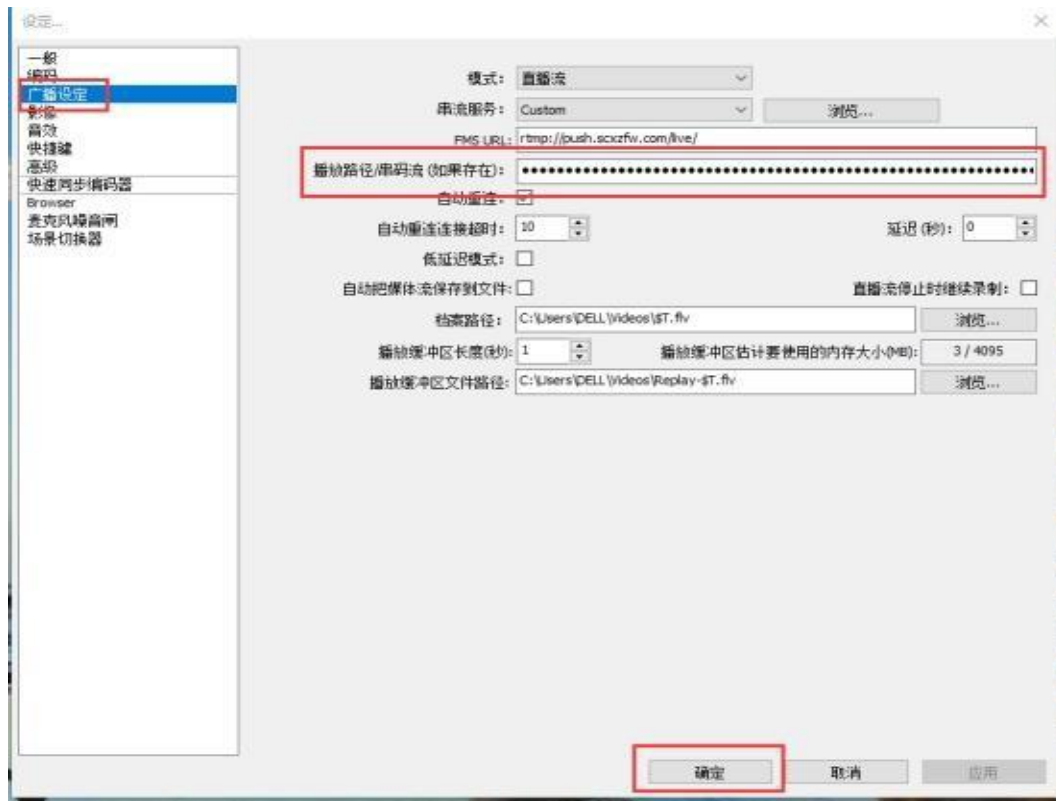 设定...
一般
编码
广播设定
影像
音效
快捷键
高级
快速同步编码器
Browser
麦克风噪音闸
场景切换器
模式： 直播流
串流服务： Custom 浏览...
FMS URL: rtmp://push.scxzfw.com/live/
播放路径/串码流 (如果存在)： ••••••••••••••••••••••••••••••••••••••••••••••••••••••••••••
自动重连：
自动重连连接超时： 10 延迟 (秒)： 0
低延迟模式：
自动把媒体流保存到文件: 直播流停止时继续录制：
档案路径： C:\Users\DELL\Videos\$T.flv 浏览...
播放缓冲区长度(秒): 1 播放缓冲区估计要使用的内存大小(MB): 3 / 4095
播放缓冲区文件路径: C:\Users\DELL\Videos\Replay-$T.flv 浏览...
确定 取消 应用